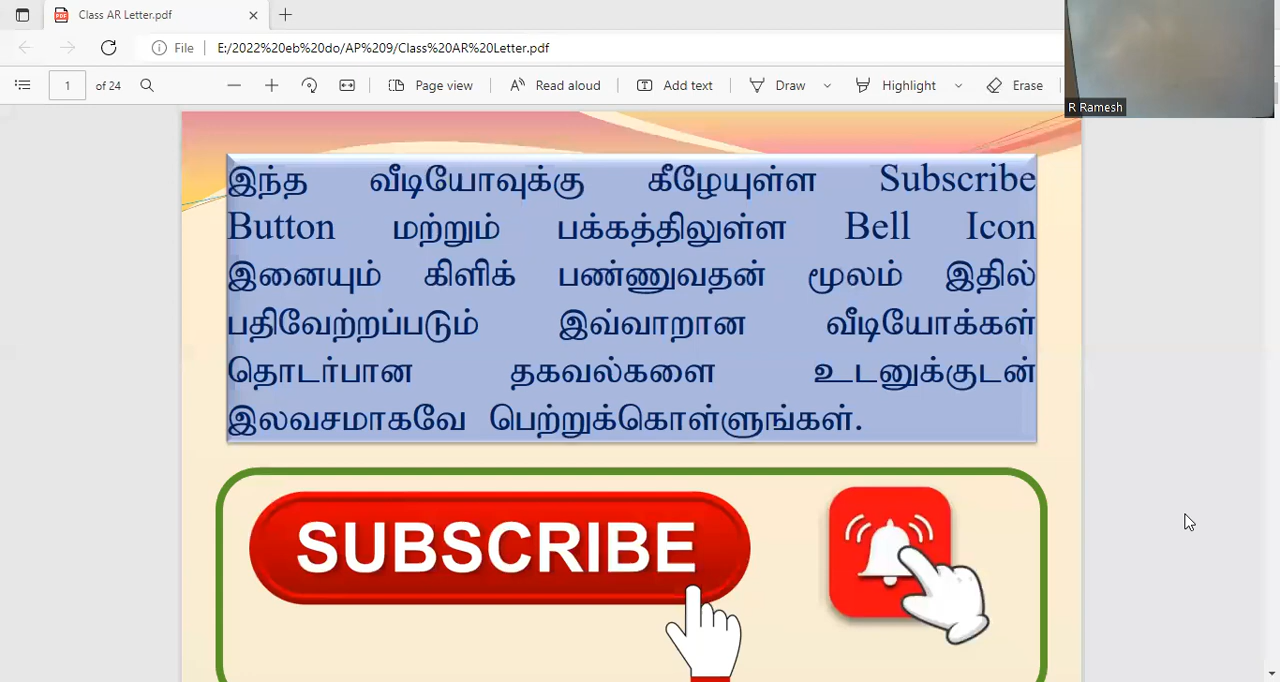 Class AR Letter.pdf
File E:/2022%20eb%20do/AP%209/Class%20AR%20Letter.pdf
1 of 24 Page view Read aloud Add text Draw Highlight Erase
R Ramesh
இந்த வீடியோவுக்கு கீழேயுள்ள Subscribe
Button மற்றும் பக்கத்திலுள்ள Bell Icon
இனையும் கிளிக் பண்ணுவதன் மூலம் இதில்
பதிவேற்றப்படும் இவ்வாறான வீடியோக்கள்
தொடர்பான தகவல்களை உடனுக்குடன்
இலவசமாகவே பெற்றுக்கொள்ளுங்கள்.
SUBSCRIBE